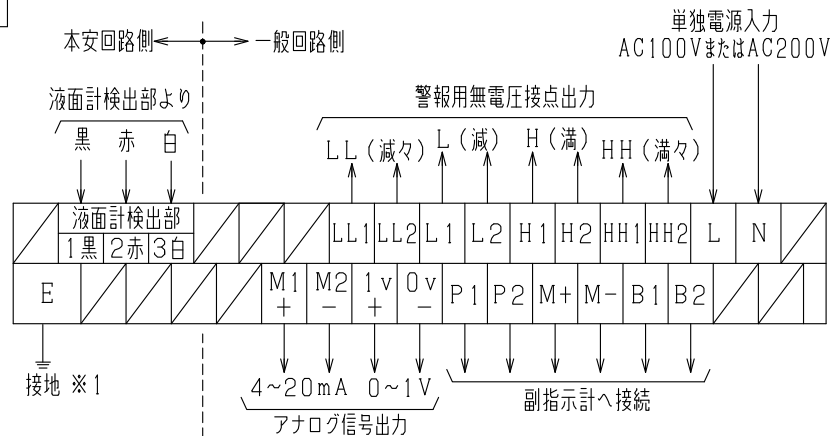 単独電源入力
AC100VまたはAC200V
本安回路側
一般回路側
液面計検出部より
黒 赤 白
警報用無電圧接点出力
LL（減々） L（減） H（満） HH（満々）
液面計検出部
1黒 2赤 3白
LL1 LL2 L1 L2 H1 H2 HH1 HH2 L N
E M1+ M2- 1v+ 0v- P1 P2 M+ M- B1 B2
接地 ※1
4~20mA 0~1V
アナログ信号出力
副指示計へ接続